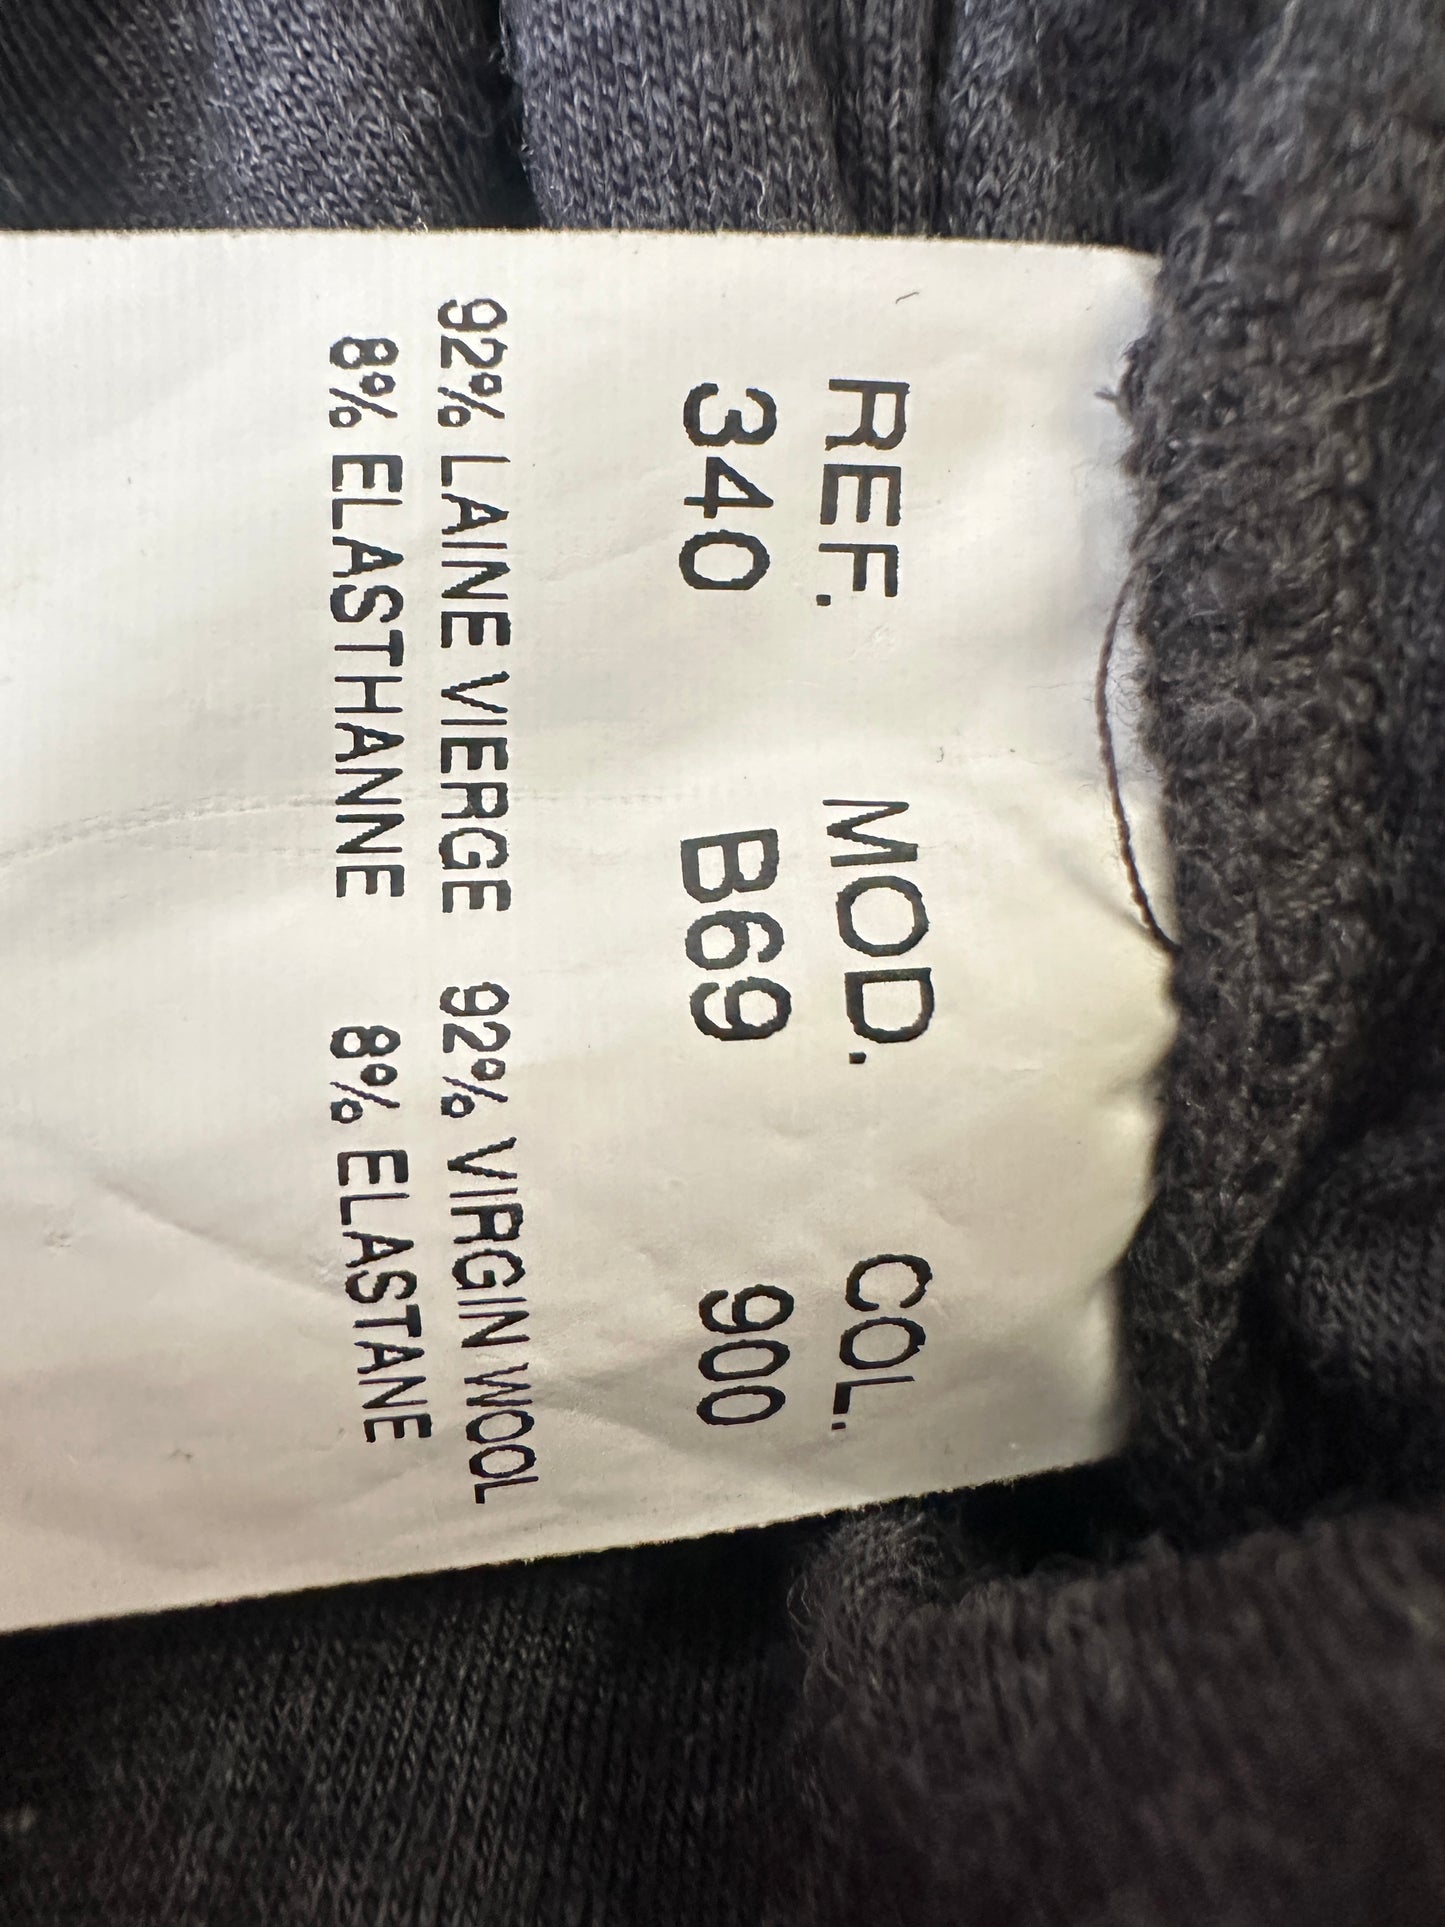 REF. MOD. COL.
340 B69 900
92% LAINE VIERGE 92% VIRGIN WOOL
8% ELASTHANNE 8% ELASTANE